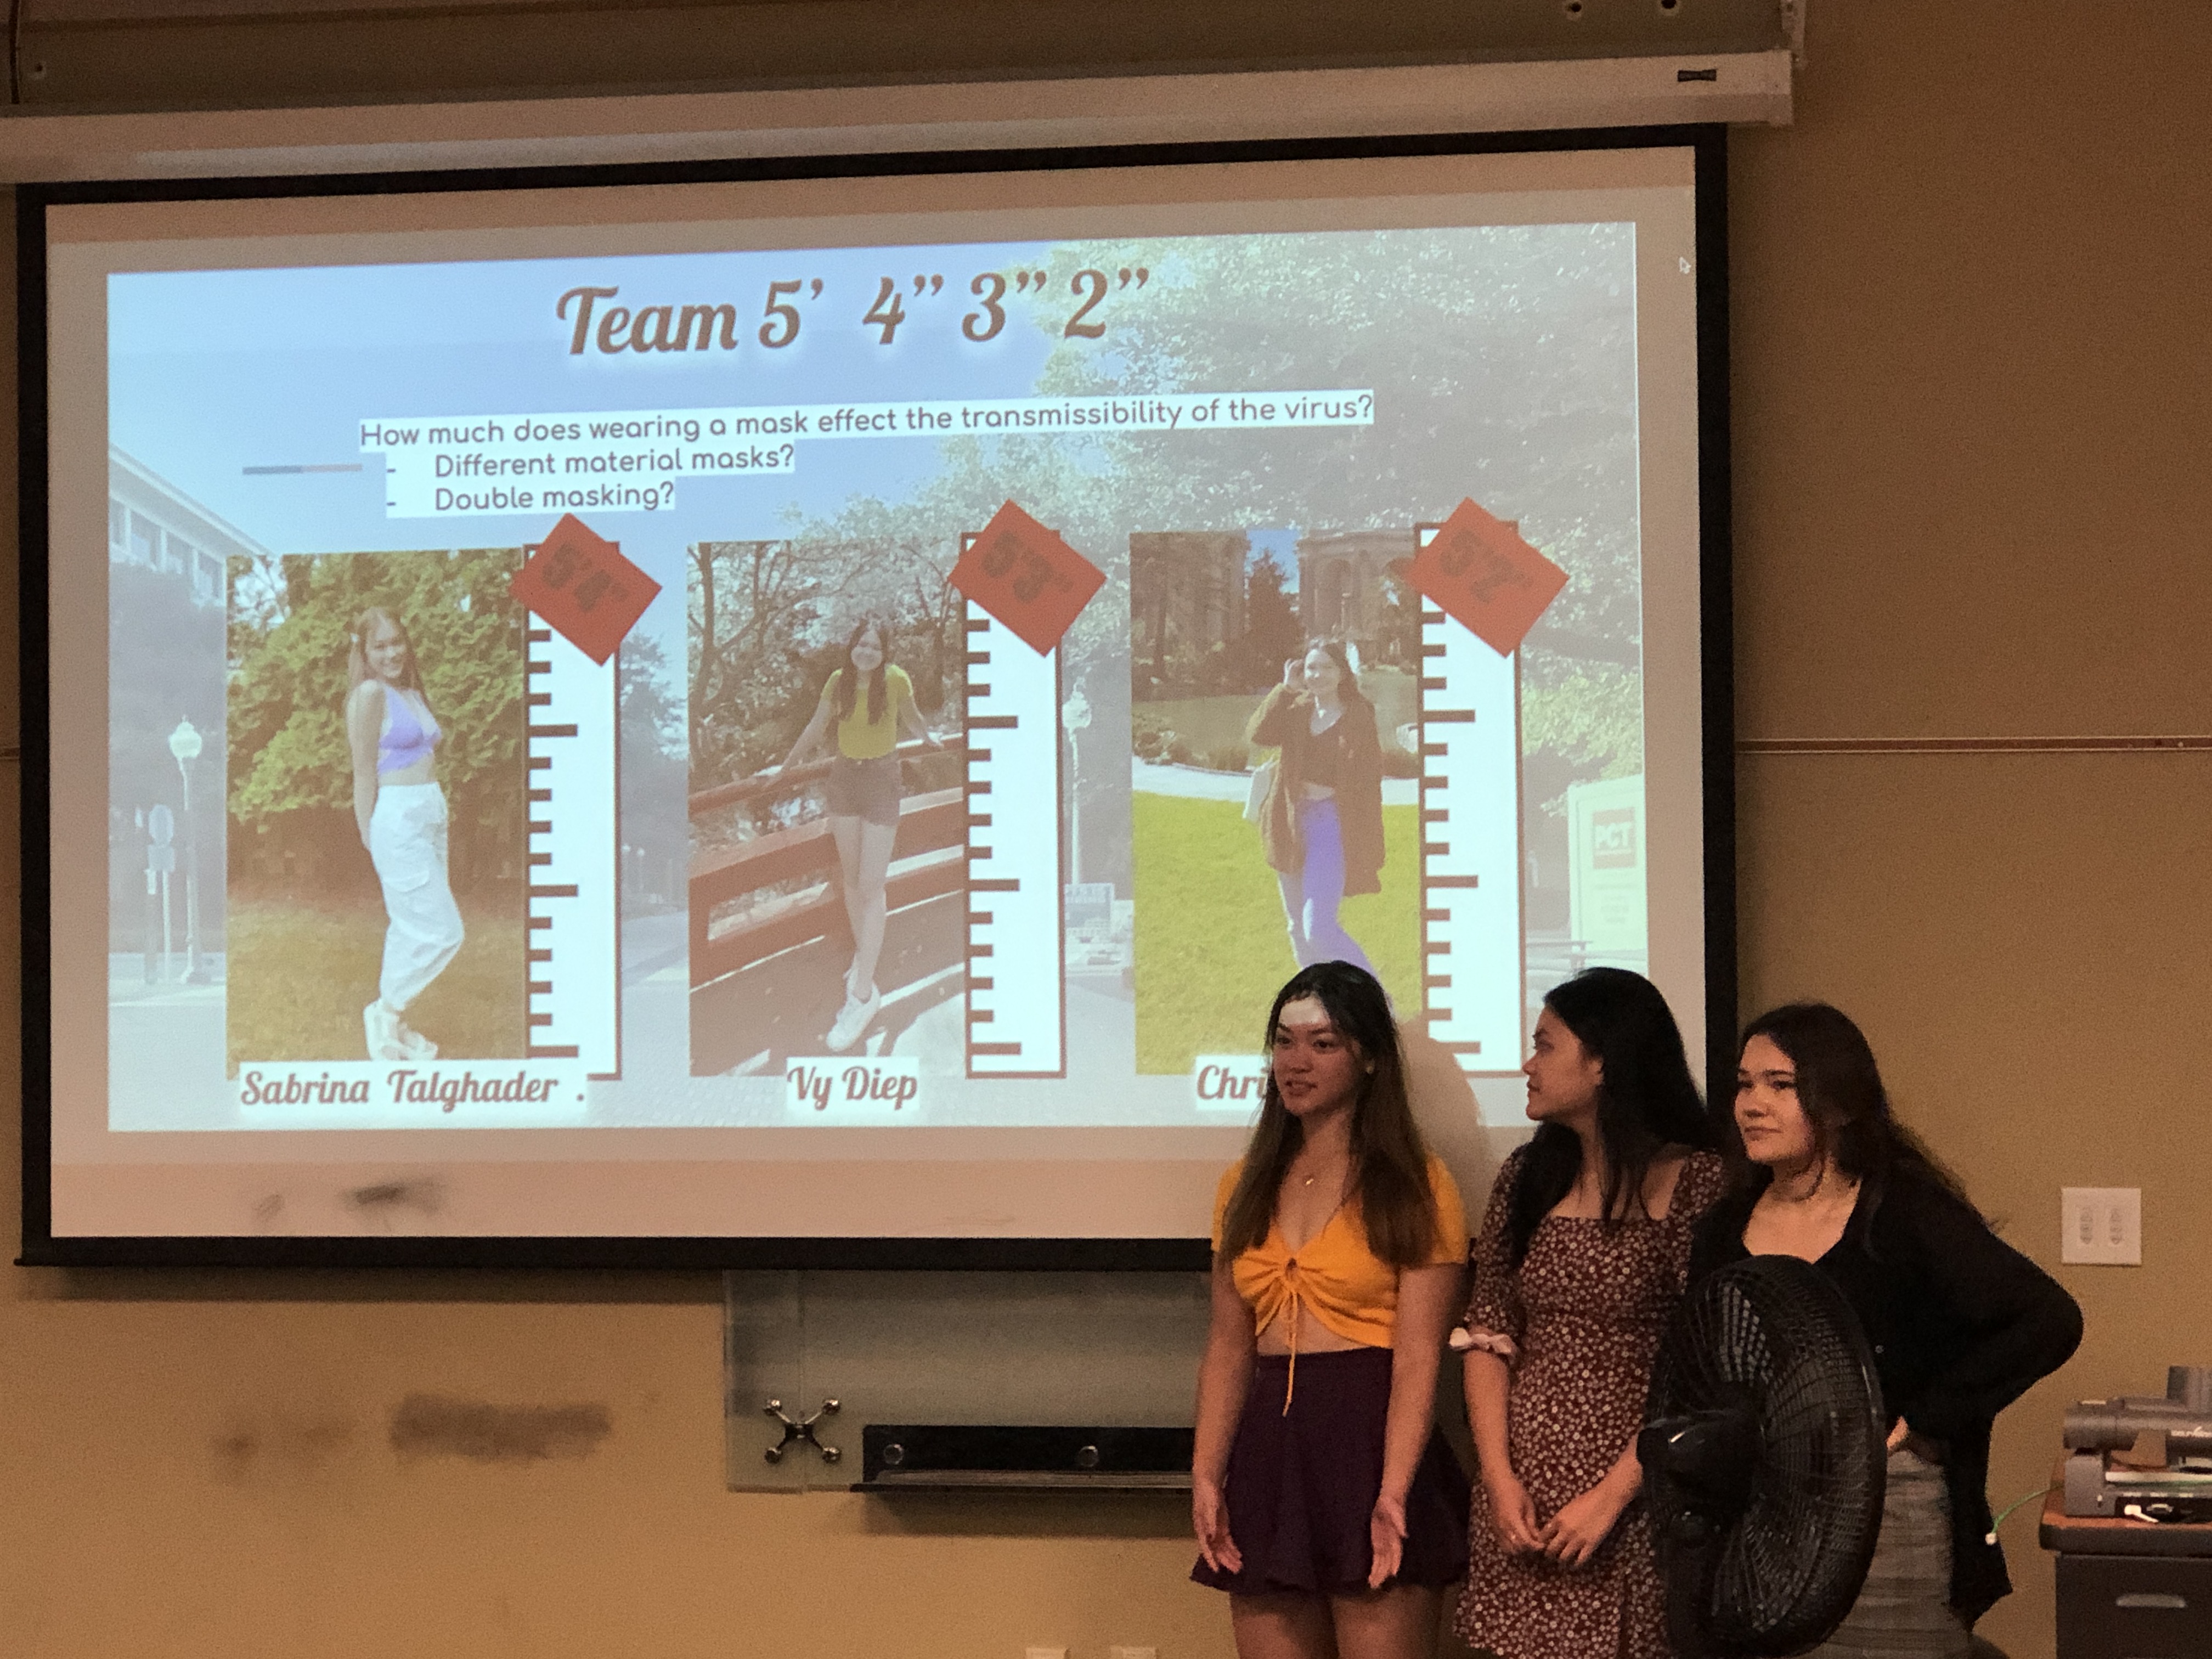 Team 5' 4" 3" 2"
How much does wearing a mask effect the transmissibility of the virus?
- Different material masks?
- Double masking?
5'4"
5'3"
5'2"
PCT
Sabrina Talghader .
Vy Diep
Chri